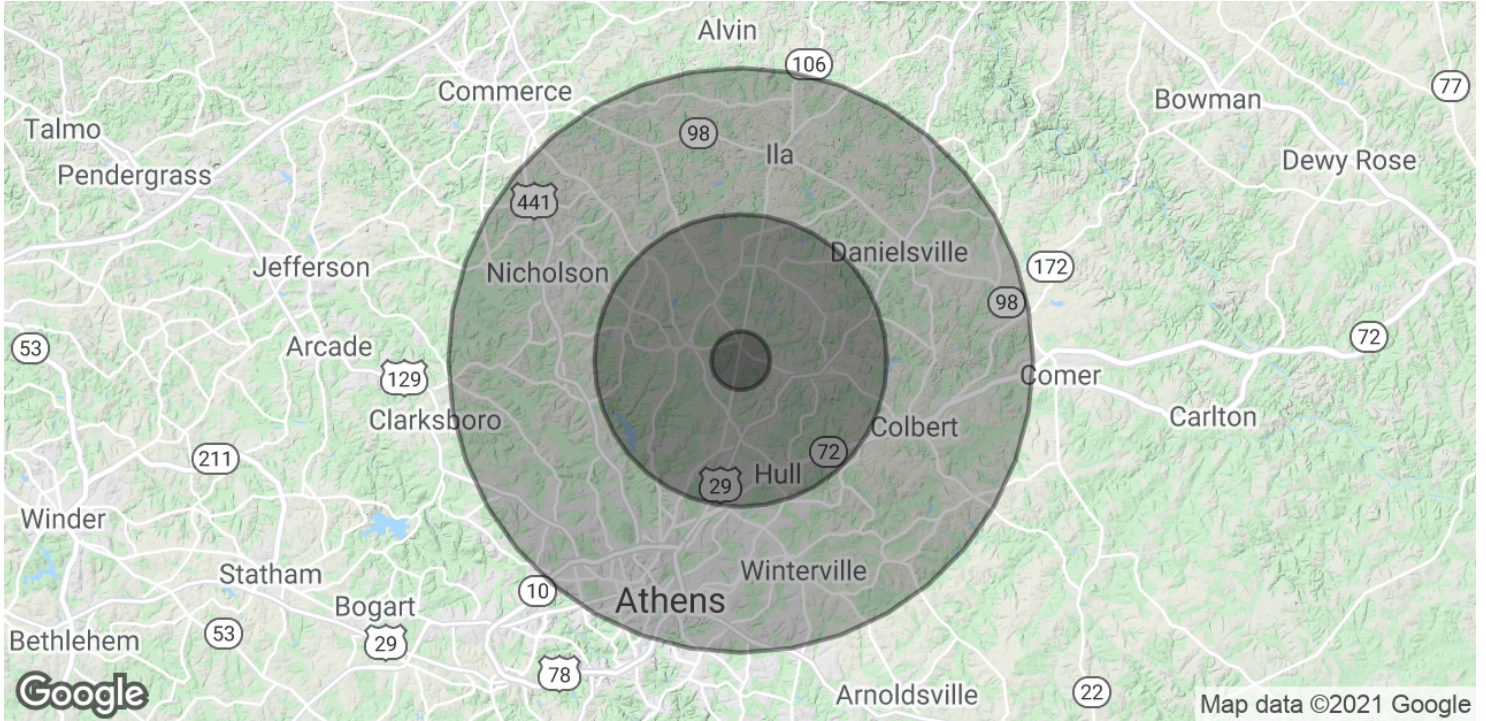 Alvin
106
77
Commerce
Bowman
Talmo
98
Ila
Dewy Rose
Pendergrass
441
Danielsville
Jefferson
172
Nicholson
98
72
53
Arcade
129
Comer
Clarksboro
Carlton
Colbert
211
72
Hull
29
Winder
Statham
Winterville
10
Athens
Bogart
53
Bethlehem
29
78
Google
Arnoldsville
22
Map data ©2021 Google